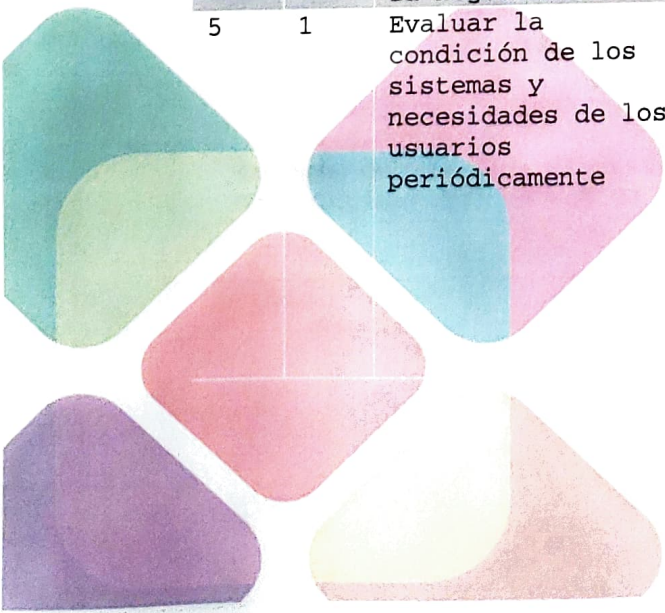 5 1 Evaluar la
condición de los
sistemas y
necesidades de los
usuarios
periódicamente